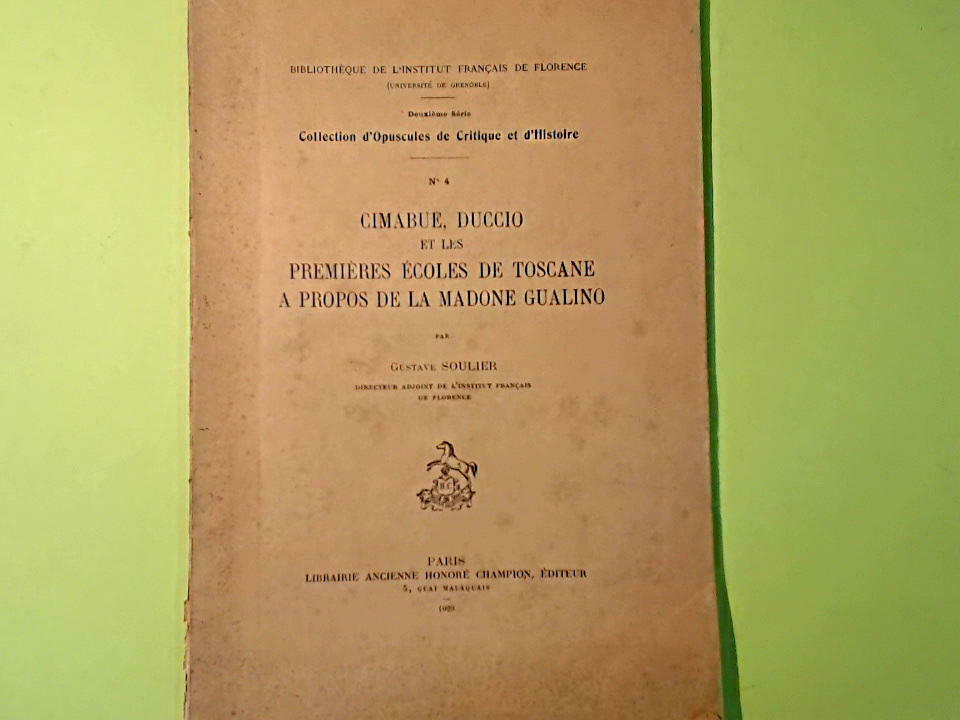 BIBLIOTHÈQUE DE L'INSTITUT FRANÇAIS DE FLORENCE
(UNIVERSITÉ DE GRENOBLE)
Deuxième Série
Collection d'Opuscules de Critique et d'Histoire
N° 4
CIMABUE, DUCCIO
ET LES
PREMIÈRES ÉCOLES DE TOSCANE
A PROPOS DE LA MADONE GUALINO
PAR
GUSTAVE SOULIER
DIRECTEUR ADJOINT DE L'INSTITUT FRANÇAIS
DE FLORENCE
H. C.
PARIS
LIBRAIRIE ANCIENNE HONORÉ CHAMPION, ÉDITEUR
5, QUAI MALAQUAIS